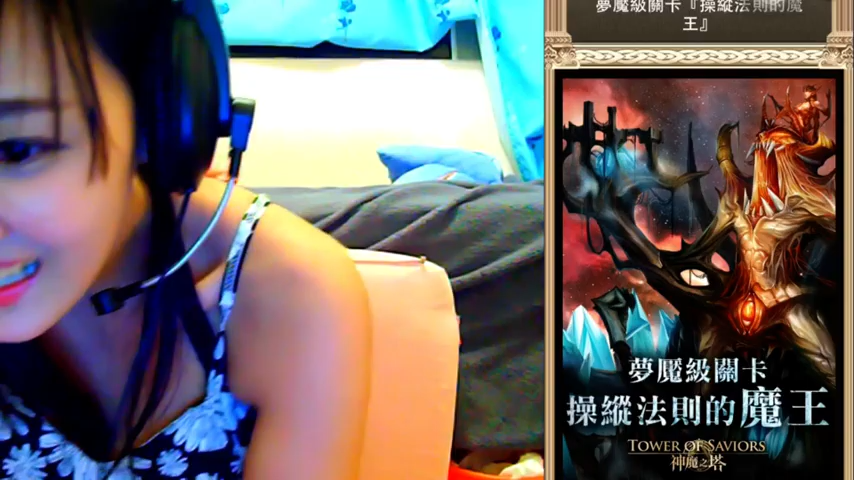 夢魘級關卡『操縱法則的魔
王』
夢魘級關卡
操縱法則的魔王
TOWER OF SAVIORS
神魔之塔